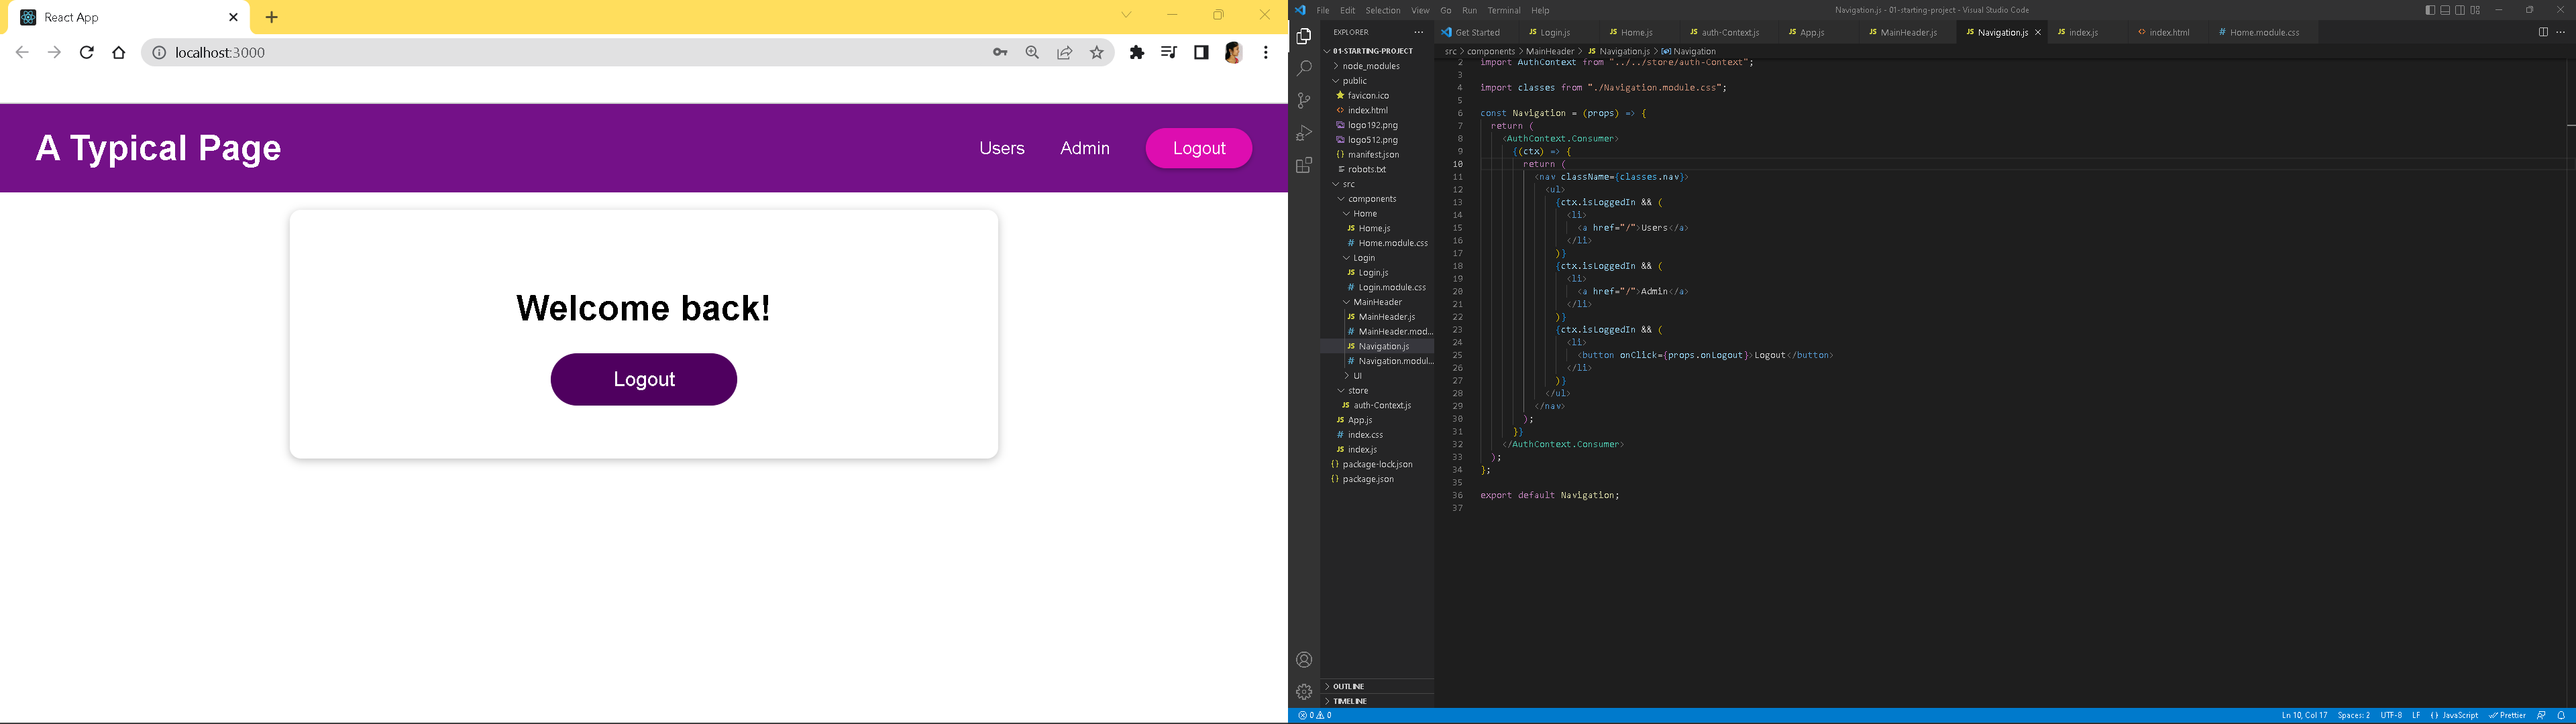 React App
localhost:3000
A Typical Page
Users Admin Logout
Welcome back!
Logout
File Edit Selection View Go Run Terminal Help
Navigation.js - 01-starting-project - Visual Studio Code
EXPLORER
01-STARTING-PROJECT
node_modules
public
favicon.ico
index.html
logo192.png
logo512.png
manifest.json
robots.txt
src
components
Home
Home.js
Home.module.css
Login
Login.js
Login.module.css
MainHeader
MainHeader.js
MainHeader.mod...
Navigation.js
Navigation.modul...
UI
store
auth-Context.js
App.js
index.css
index.js
package-lock.json
package.json
OUTLINE
TIMELINE
Get Started Login.js Home.js auth-Context.js App.js MainHeader.js Navigation.js index.js index.html Home.module.css
src > components > MainHeader > Navigation.js > Navigation
2 import AuthContext from "../../store/auth-Context";
3
4 import classes from "./Navigation.module.css";
5
6 const Navigation = (props) => {
7 return (
8 <AuthContext.Consumer>
9 {(ctx) => {
10 return (
11 <nav className={classes.nav}>
12 <ul>
13 {ctx.isLoggedIn && (
14 <li>
15 <a href="/">Users</a>
16 </li>
17 )}
18 {ctx.isLoggedIn && (
19 <li>
20 <a href="/">Admin</a>
21 </li>
22 )}
23 {ctx.isLoggedIn && (
24 <li>
25 <button onClick={props.onLogout}>Logout</button>
26 </li>
27 )}
28 </ul>
29 </nav>
30 );
31 }}
32 </AuthContext.Consumer>
33 );
34 };
35
36 export default Navigation;
37
0 0
Ln 10, Col 17 Spaces: 2 UTF-8 LF {} JavaScript Prettier